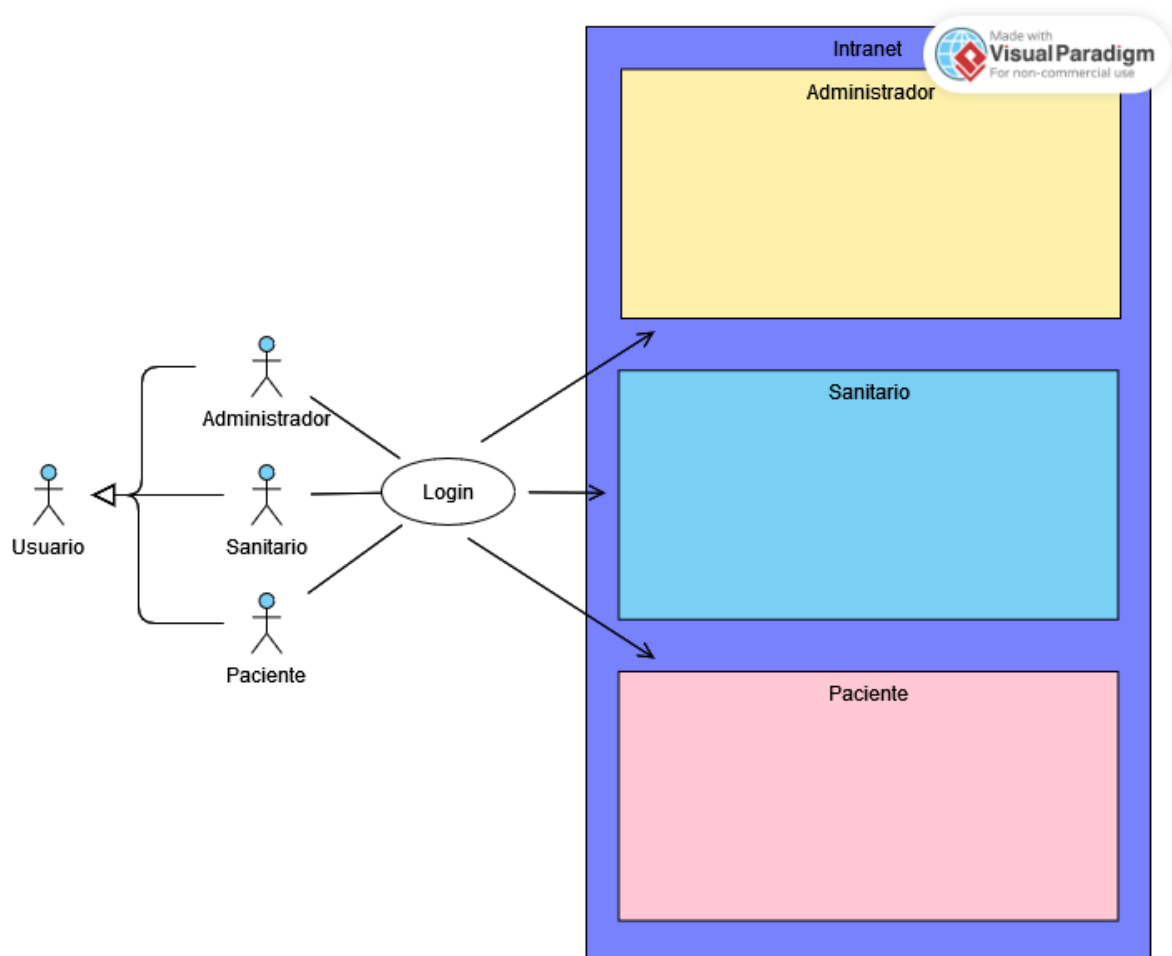 Intranet
Made with
Visual Paradigm
For non-commercial use
Administrador
Administrador
Sanitario
Login
Usuario
Sanitario
Paciente
Paciente